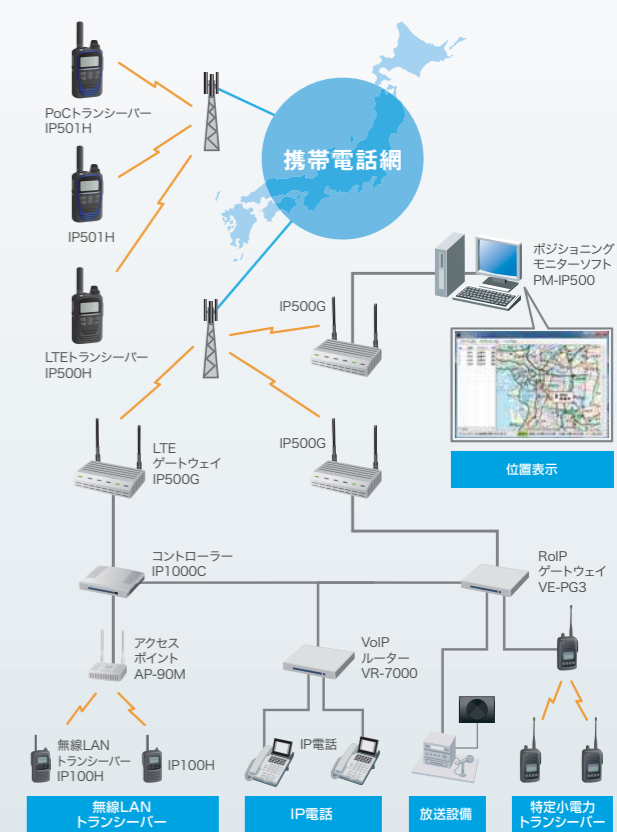 PoCトランシーバー
IP501H
携帯電話網
IP501H
ポジショニング
モニターソフト
PM-IP500
IP500G
LTEトランシーバー
IP500H
LTE
ゲートウェイ
IP500G
IP500G
位置表示
コントローラー
IP1000C
RoIP
ゲートウェイ
VE-PG3
アクセス
ポイント
AP-90M
VoIP
ルーター
VR-7000
無線LAN
トランシーバー
IP100H
IP100H
IP電話
無線LAN
トランシーバー
IP電話
放送設備
特定小電力
トランシーバー